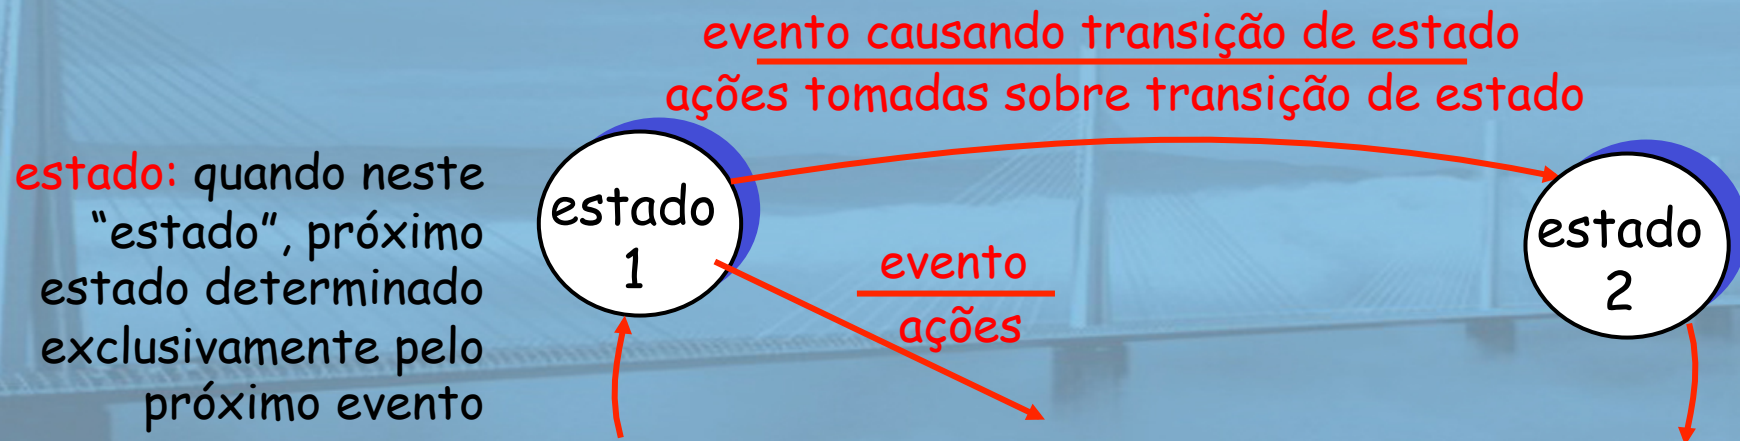 evento causando transição de estado
ações tomadas sobre transição de estado
estado: quando neste
“estado”, próximo
estado determinado
exclusivamente pelo
próximo evento
estado
1
evento
ações
estado
2